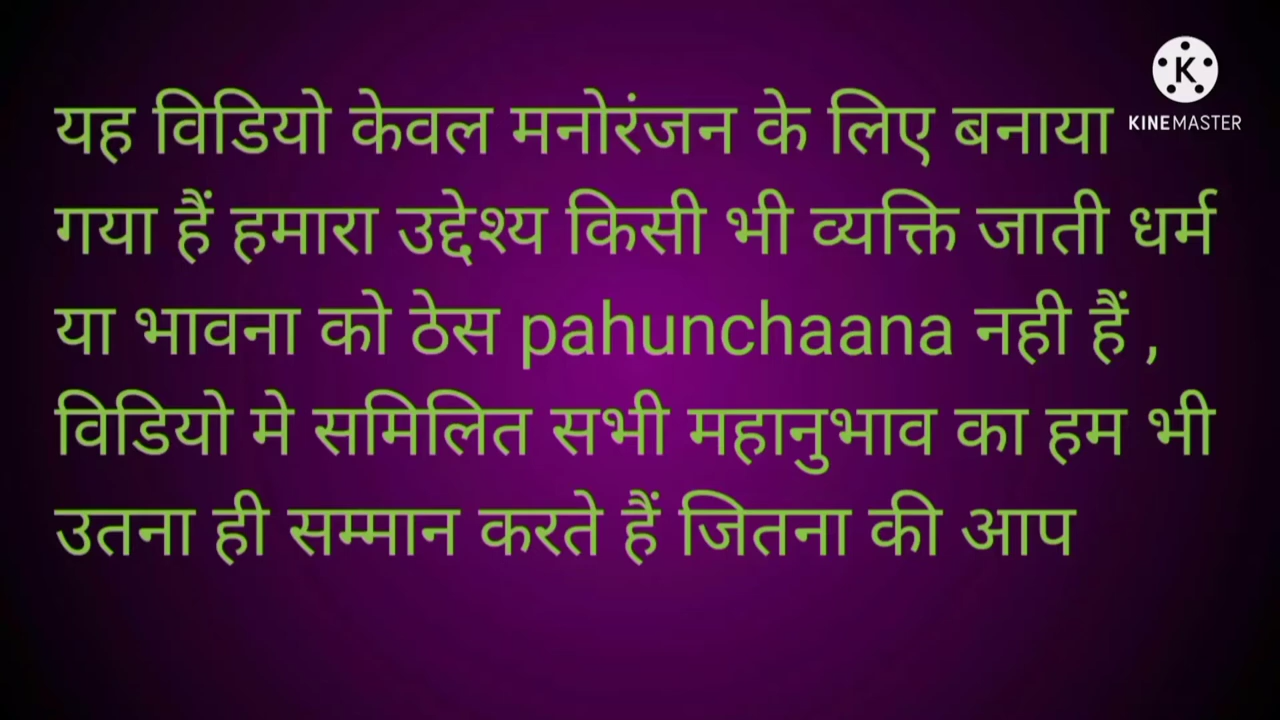 यह विडियो केवल मनोरंजन के लिए बनाया
गया हैं हमारा उद्देश्य किसी भी व्यक्ति जाती धर्म
या भावना को ठेस pahunchaana नही हैं ,
विडियो मे समिलित सभी महानुभाव का हम भी
उतना ही सम्मान करते हैं जितना की आप
K
KINEMASTER